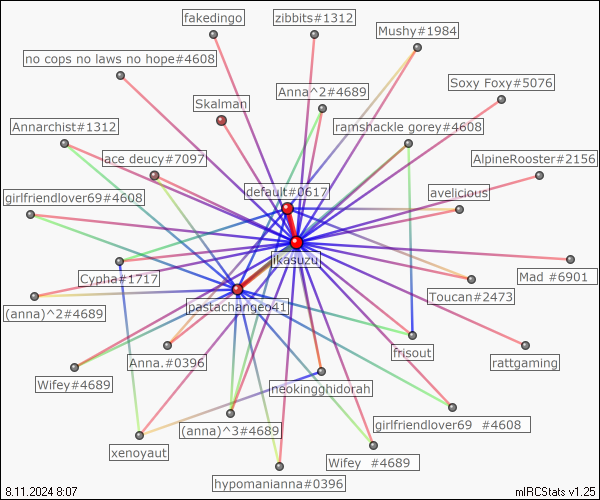 fakedingo
zibbits#1312
Mushy#1984
no cops no laws no hope#4608
Soxy Foxy#5076
Anna^2#4689
Skalman
Annarchist#1312
ramshackle gorey#4608
ace deucy#7097
AlpineRooster#2156
default#0617
avelicious
girlfriendlover69#4608
ikasuzu
Cypha#1717
Mad #6901
Toucan#2473
(anna)^2#4689
pastachangeo41
frisout
Anna.#0396
rattgaming
Wifey#4689
neokingghidorah
girlfriendlover69 #4608
(anna)^3#4689
xenoyaut
Wifey #4689
hypomanianna#0396
8.11.2024 8:07
mIRCStats v1.25